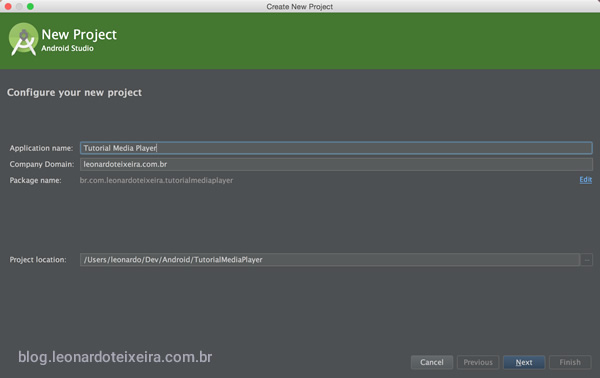 Create New Project
New Project
Android Studio
Configure your new project
Application name: Tutorial Media Player
Company Domain: leonardoteixeira.com.br
Package name: br.com.leonardoteixeira.tutorialmediaplayer Edit
Project location: /Users/leonardo/Dev/Android/TutorialMediaPlayer ...
blog.leonardoteixeira.com.br
Cancel Previous Next Finish